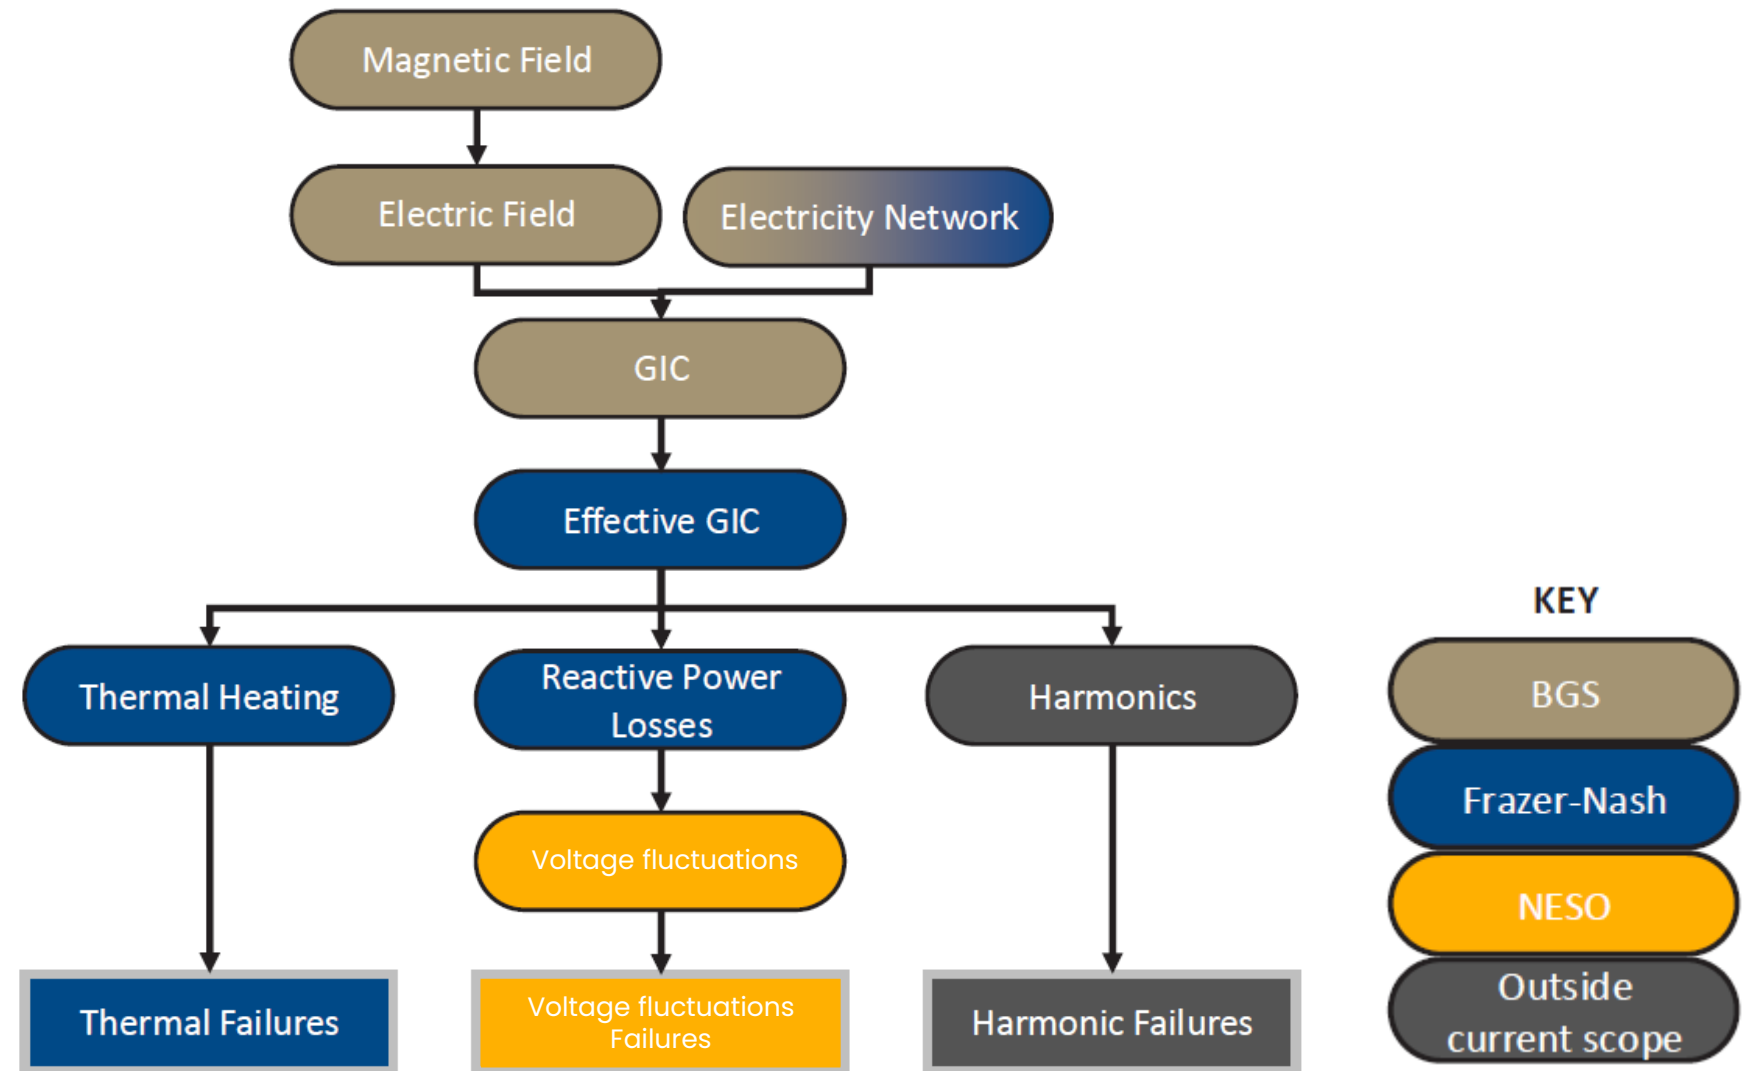 Magnetic Field
Electric Field
Electricity Network
GIC
Effective GIC
Thermal Heating
Reactive Power
Losses
Harmonics
Voltage fluctuations
Thermal Failures
Voltage fluctuations
Failures
Harmonic Failures
KEY
BGS
Frazer-Nash
NESO
Outside
current scope